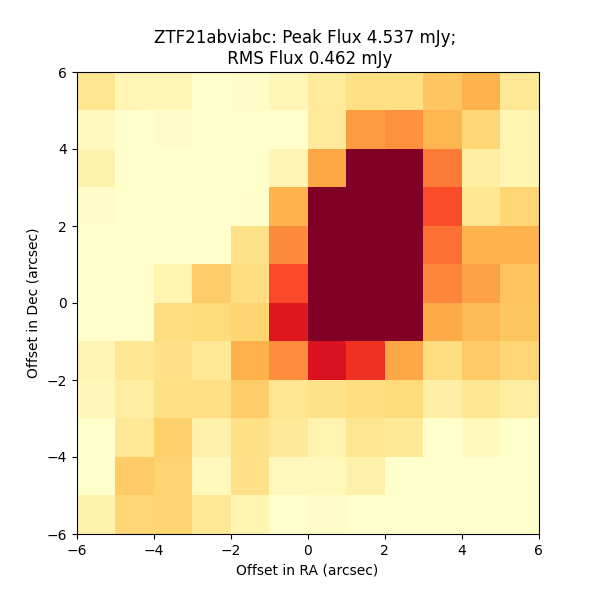 ZTF21abviabc: Peak Flux 4.537 mJy;
RMS Flux 0.462 mJy
6
4
2
0
−2
−4
−6
Offset in Dec (arcsec)
−6 −4 −2 0 2 4 6
Offset in RA (arcsec)